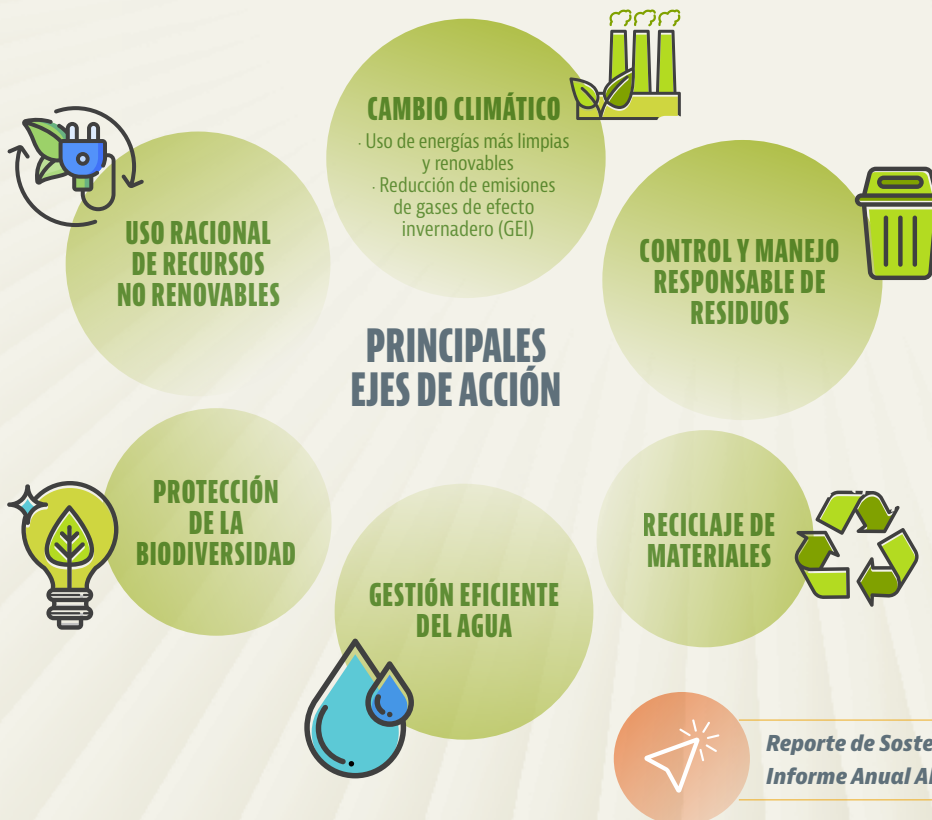 CAMBIO CLIMÁTICO
· Uso de energías más limpias
y renovables
· Reducción de emisiones
de gases de efecto
invernadero (GEI)
USO RACIONAL
DE RECURSOS
NO RENOVABLES
CONTROL Y MANEJO
RESPONSABLE DE
RESIDUOS
PRINCIPALES
EJES DE ACCIÓN
PROTECCIÓN
DE LA
BIODIVERSIDAD
RECICLAJE DE
MATERIALES
GESTIÓN EFICIENTE
DEL AGUA
Reporte de
Informe Anual